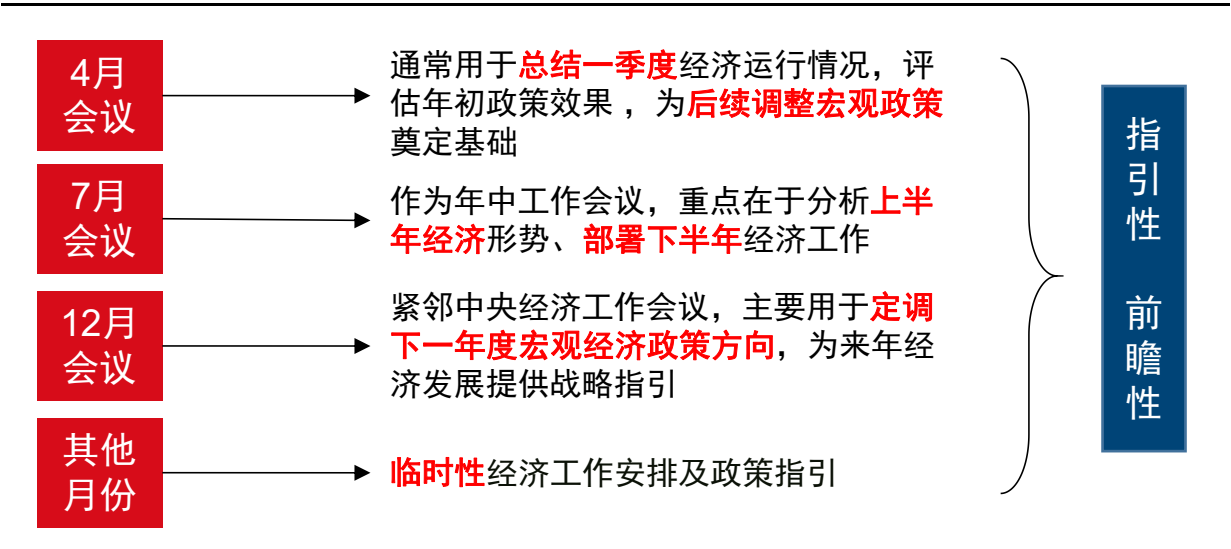 4月
会议
通常用于总结一季度经济运行情况，评
估年初政策效果 ，为后续调整宏观政策
奠定基础
7月
会议
作为年中工作会议，重点在于分析上半
年经济形势、部署下半年经济工作
12月
会议
紧邻中央经济工作会议，主要用于定调
下一年度宏观经济政策方向，为来年经
济发展提供战略指引
其他
月份
临时性经济工作安排及政策指引
指引性
前瞻性